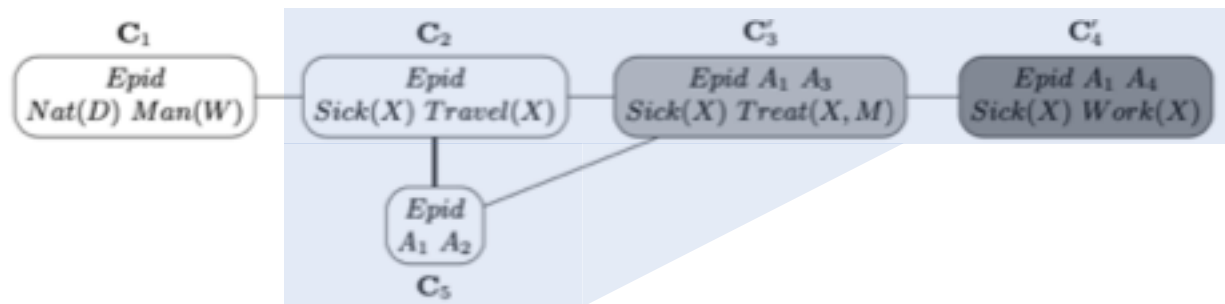 C₁ C₂ C′₃ C′₄
Epid
Nat(D) Man(W)
Epid
Sick(X) Travel(X)
Epid A₁ A₃
Sick(X) Treat(X, M)
Epid A₁ A₄
Sick(X) Work(X)
Epid
A₁ A₂
C₅